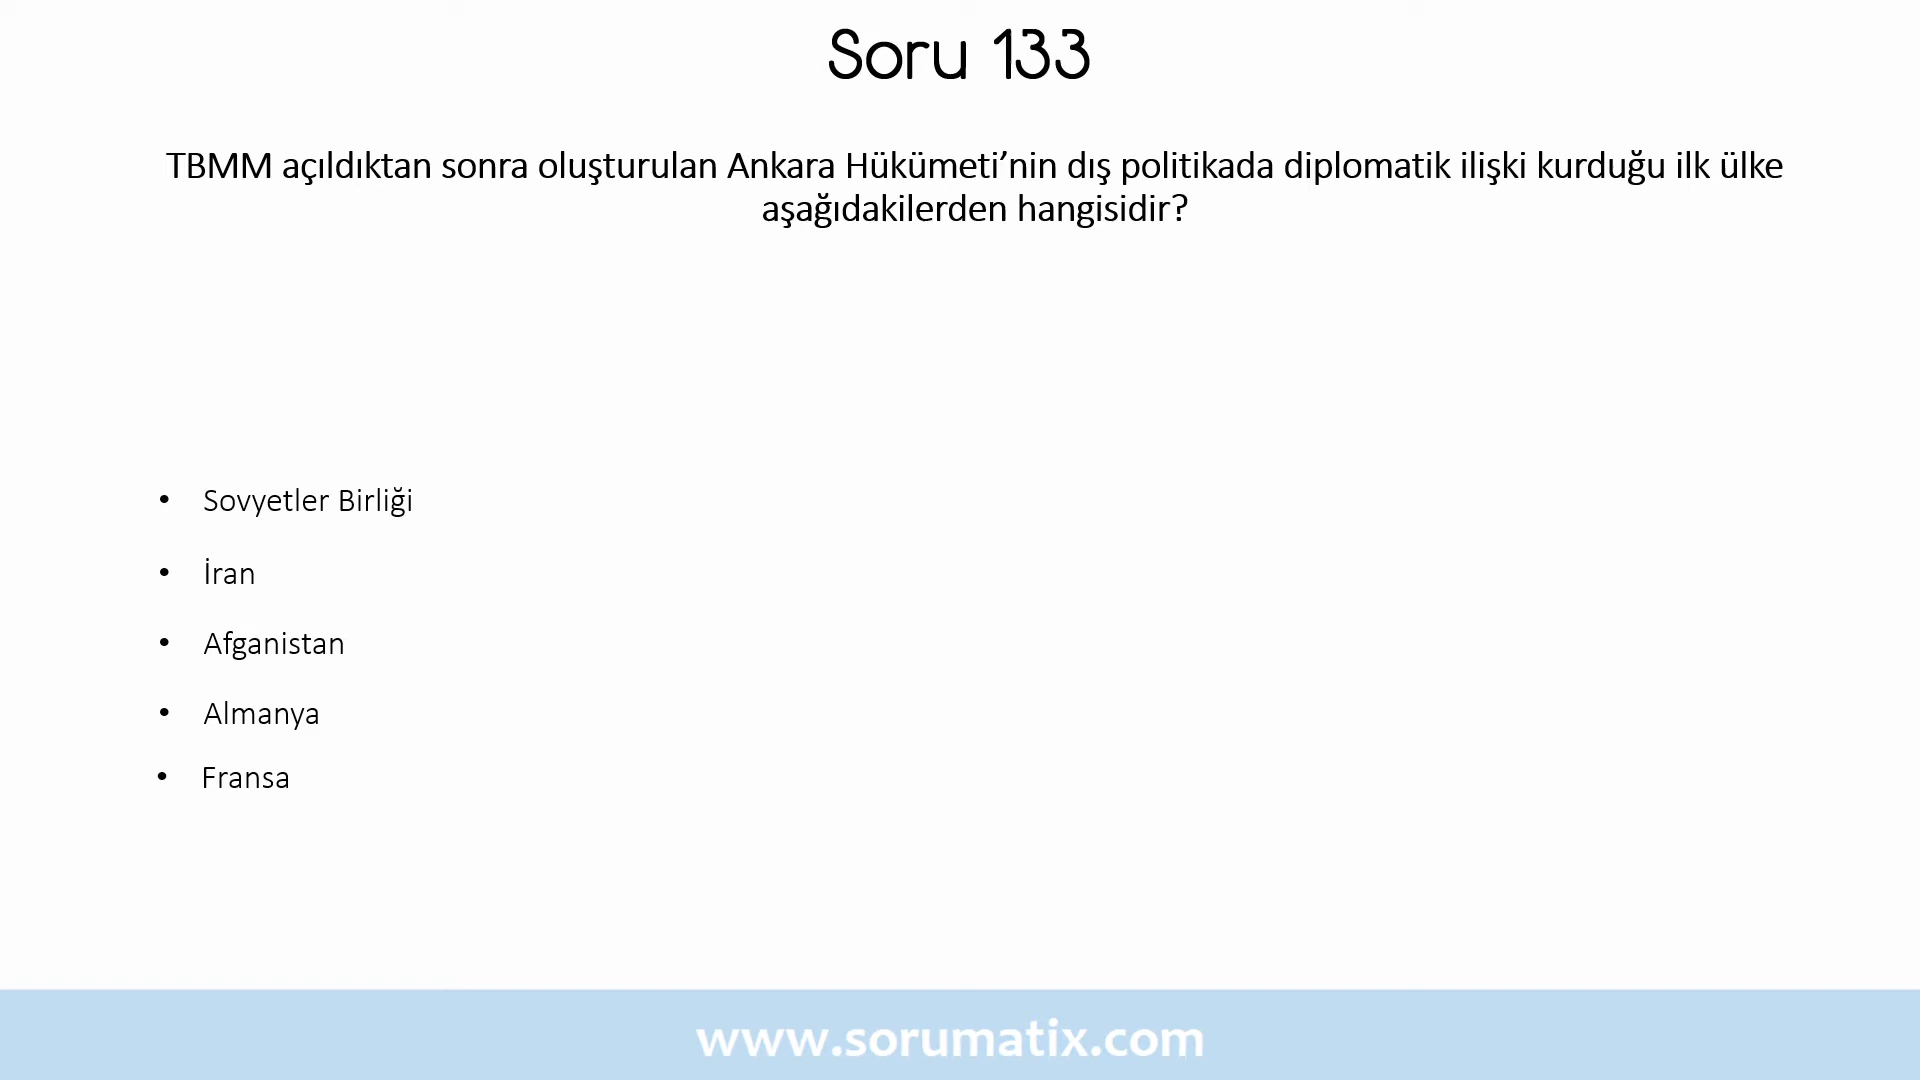 Soru 133
TBMM açıldıktan sonra oluşturulan Ankara Hükümeti’nin dış politikada diplomatik ilişki kurduğu ilk ülke
aşağıdakilerden hangisidir?
• Sovyetler Birliği
• İran
• Afganistan
• Almanya
• Fransa
www.sorumatix.com